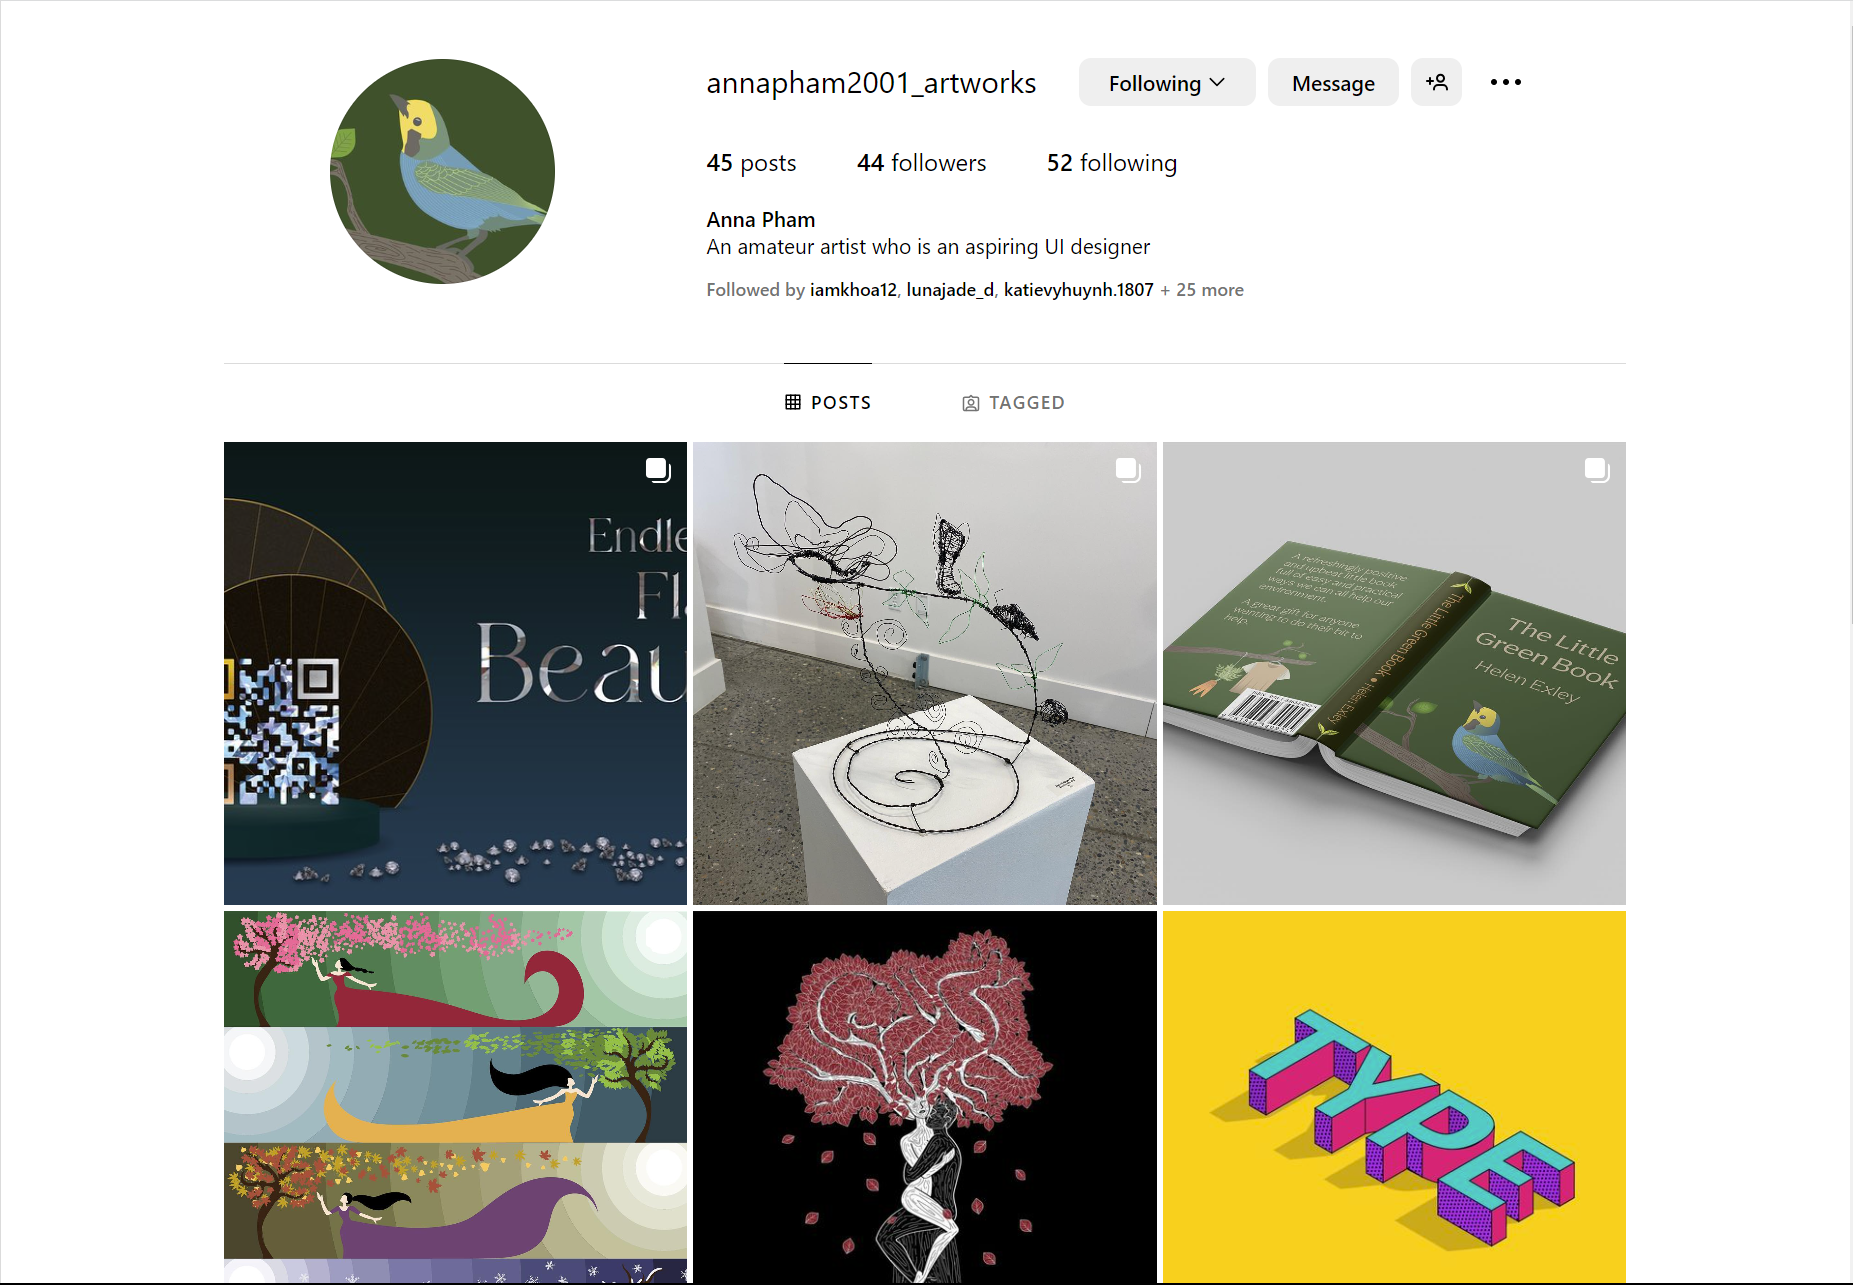 annapham2001_artworks
Following
Message
45 posts
44 followers
52 following
Anna Pham
An amateur artist who is an aspiring UI designer
Followed by iamkhoa12, lunajade_d, katievyhuynh.1807 + 25 more
POSTS
TAGGED
Endle
Fl
Beau
A refreshingly positive
and upbeat little book
full of easy and practical
ways we can all help our
environment.
A great gift for anyone
wanting to do their bit to
help.
The Little Green Book • Helen Exley
The Little
Green Book
Helen Exley
TYPE